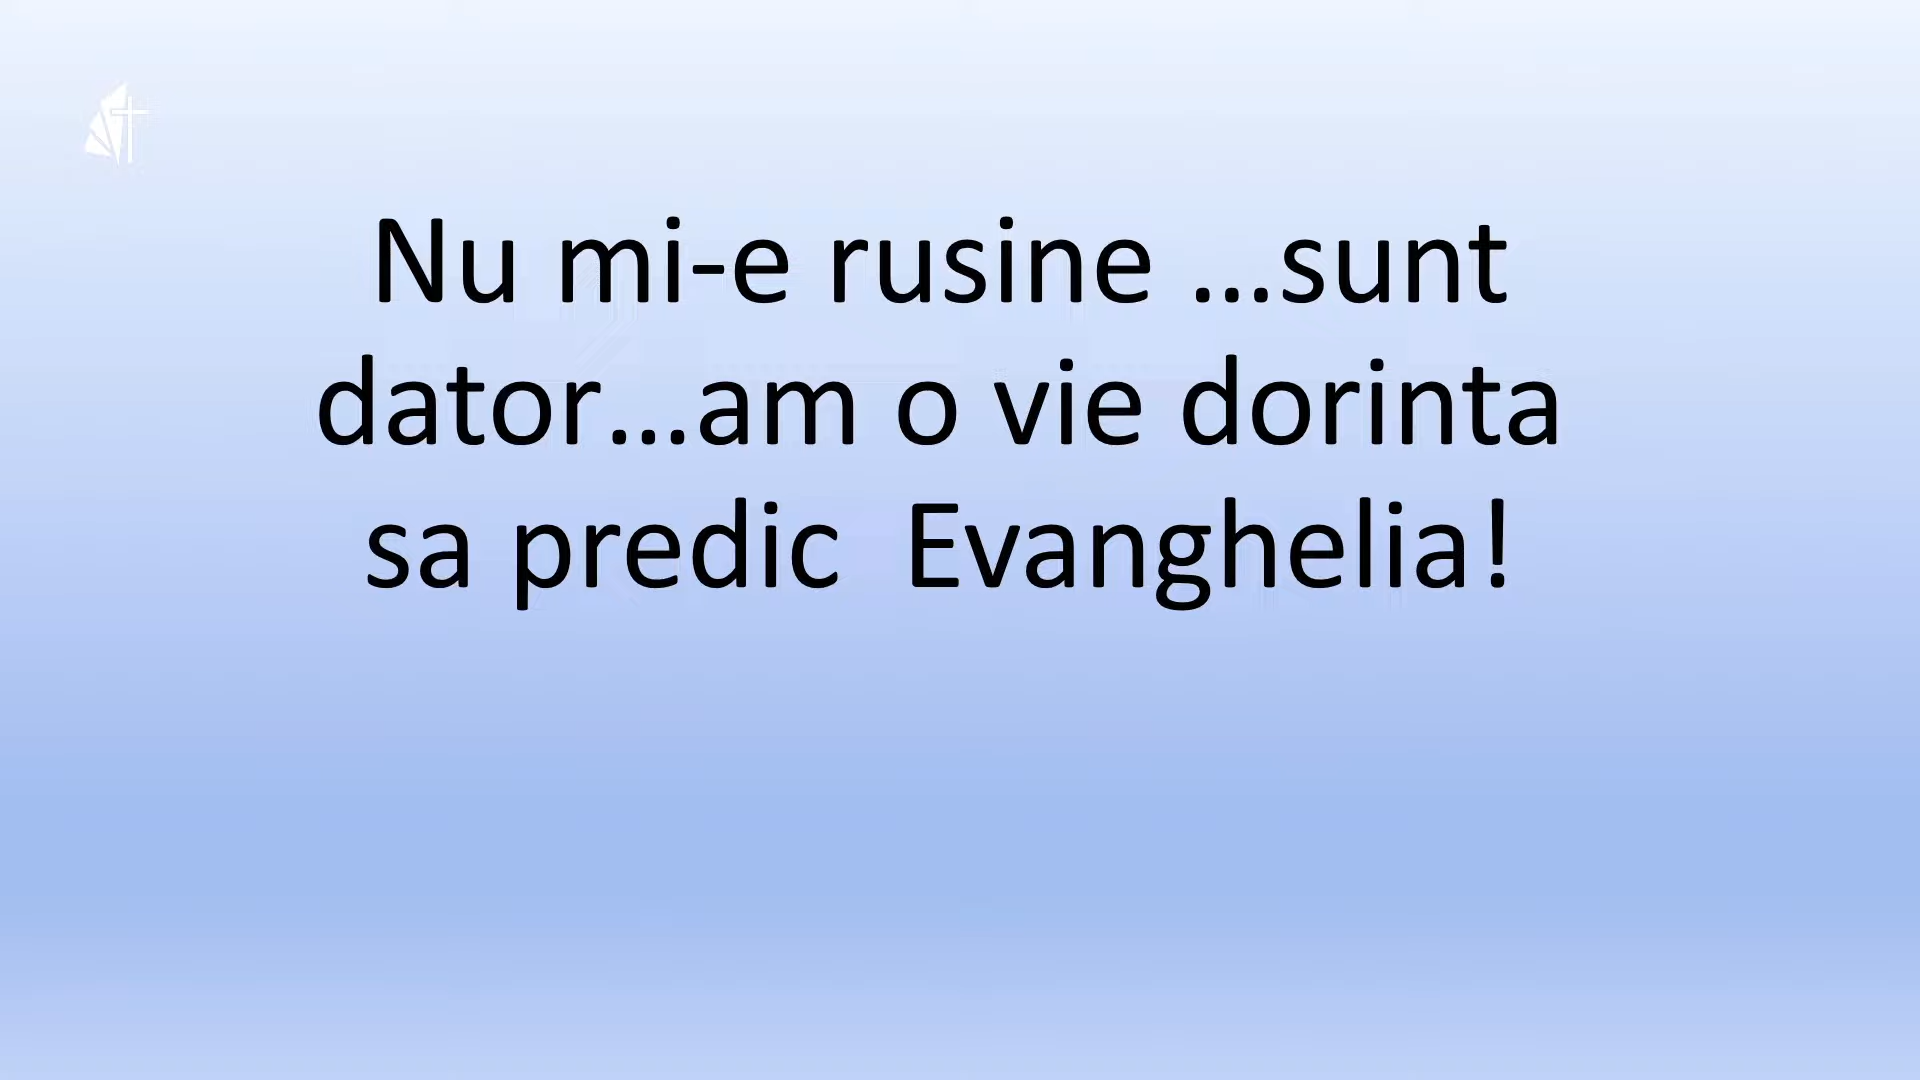 Nu mi-e rusine ...sunt
dator...am o vie dorinta
sa predic  Evanghelia!